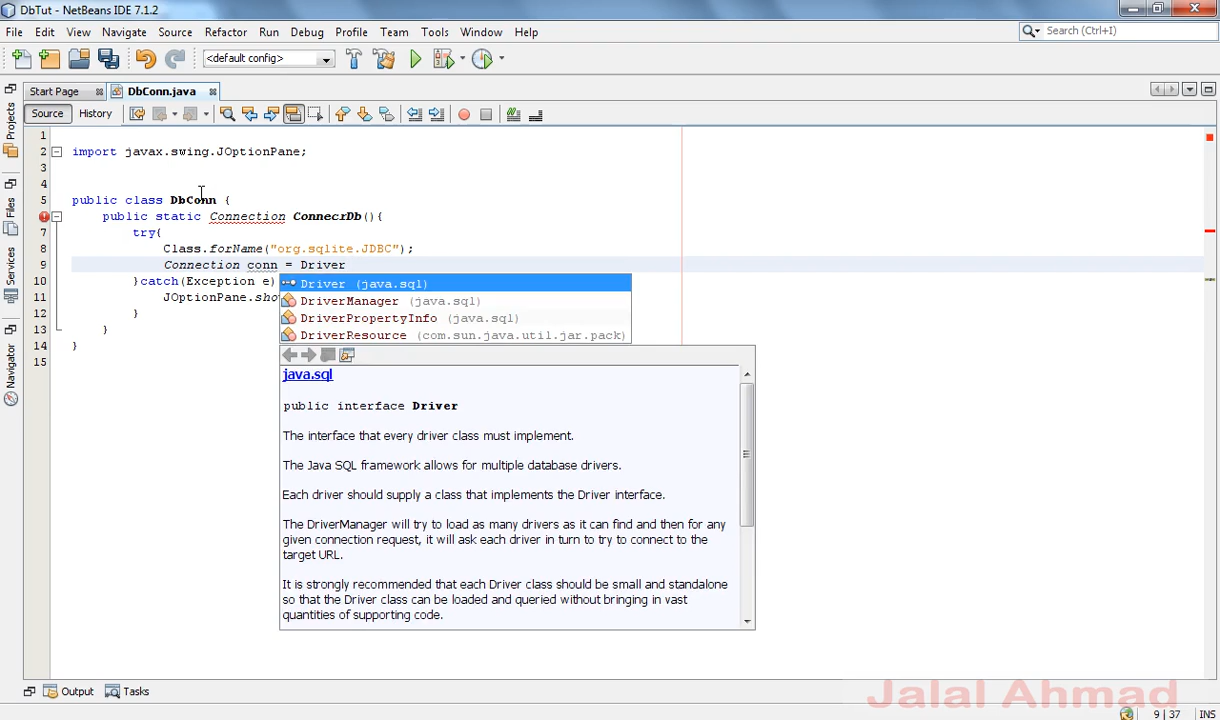 DbTut - NetBeans IDE 7.1.2
File Edit View Navigate Source Refactor Run Debug Profile Team Tools Window Help
Search (Ctrl+I)
<default config>
Start Page
DbConn.java
Source History
Projects
Files
Services
Navigator
1
2 import javax.swing.JOptionPane;
3
4
5 public class DbConn {
6 public static Connection ConnecrDb(){
7 try{
8 Class.forName("org.sqlite.JDBC");
9 Connection conn = Driver
10 }catch(Exception e)
11 JOptionPane.sho
12 }
13 }
14 }
15
Driver (java.sql)
DriverManager (java.sql)
DriverPropertyInfo (java.sql)
DriverResource (com.sun.java.util.jar.pack)
java.sql
public interface Driver
The interface that every driver class must implement.
The Java SQL framework allows for multiple database drivers.
Each driver should supply a class that implements the Driver interface.
The DriverManager will try to load as many drivers as it can find and then for any
given connection request, it will ask each driver in turn to try to connect to the
target URL.
It is strongly recommended that each Driver class should be small and standalone
so that the Driver class can be loaded and queried without bringing in vast
quantities of supporting code.
Output Tasks
Jalal Ahmad
9 | 37 INS